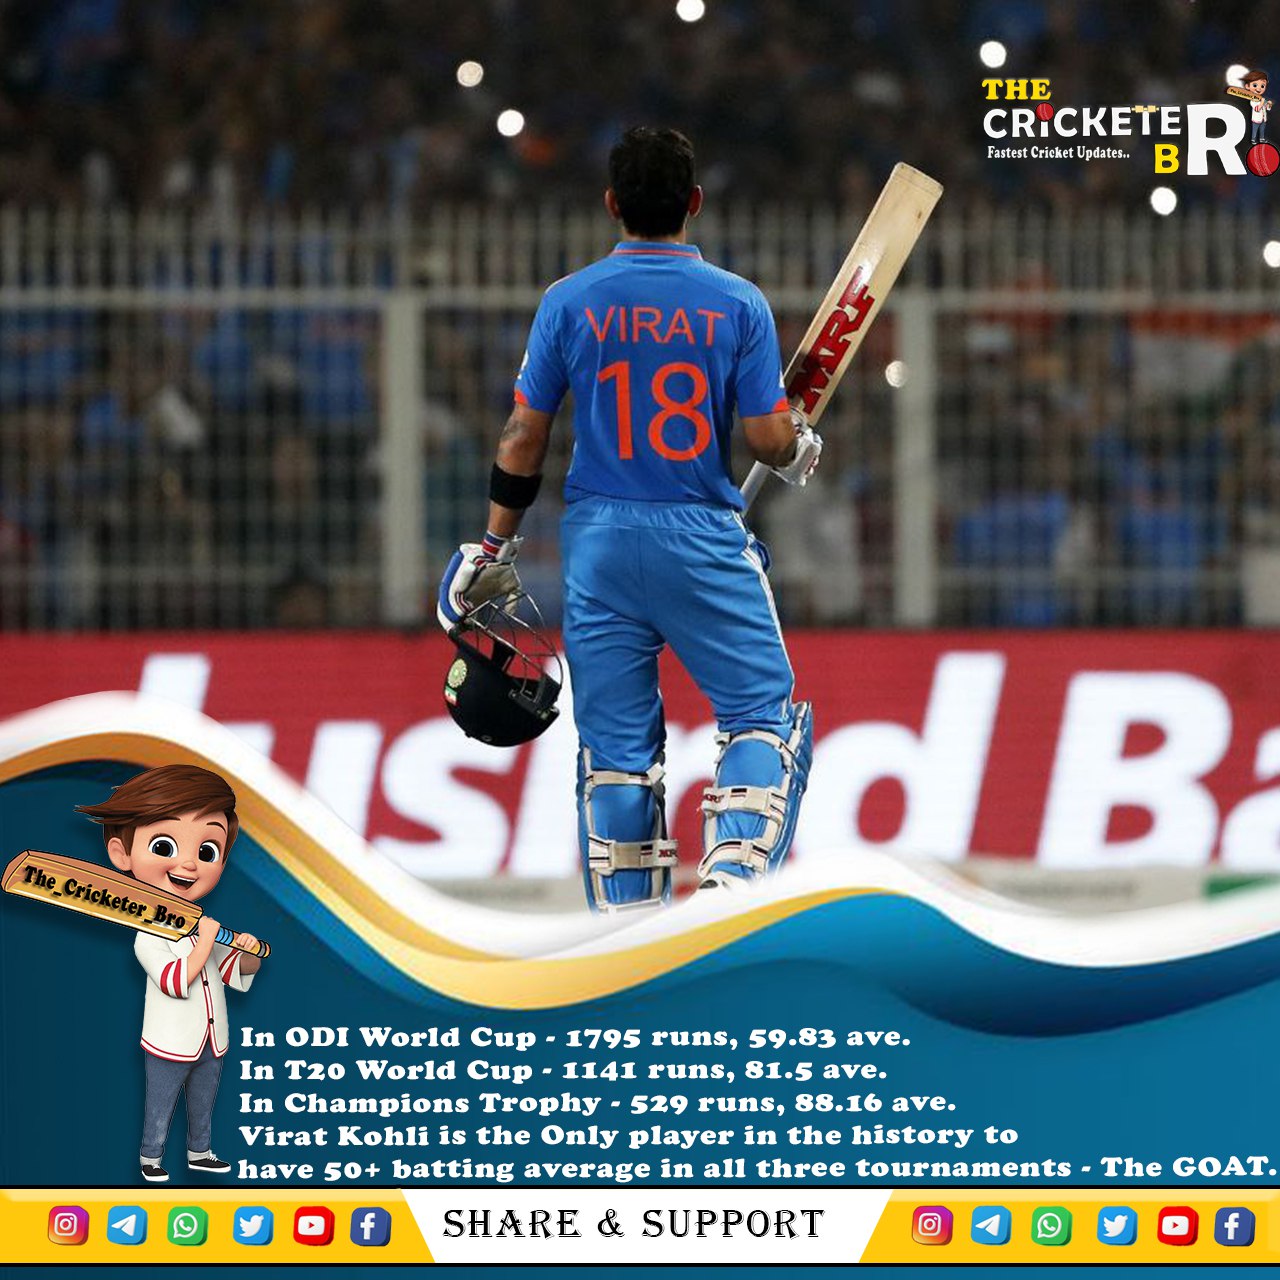 THE
CRICKETER
BRO
Fastest Cricket Updates..
VIRAT
18
MRF
The_Cricketer_Bro
In ODI World Cup - 1795 runs, 59.83 ave.
In T20 World Cup - 1141 runs, 81.5 ave.
In Champions Trophy - 529 runs, 88.16 ave.
Virat Kohli is the Only player in the history to
have 50+ batting average in all three tournaments - The GOAT.
SHARE & SUPPORT